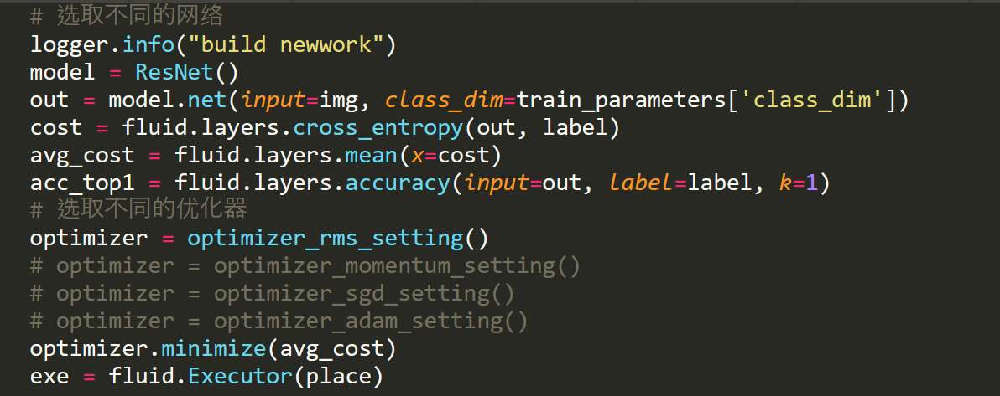 # 选取不同的网络
logger.info("build newwork")
model = ResNet()
out = model.net(input=img, class_dim=train_parameters['class_dim'])
cost = fluid.layers.cross_entropy(out, label)
avg_cost = fluid.layers.mean(x=cost)
acc_top1 = fluid.layers.accuracy(input=out, label=label, k=1)
# 选取不同的优化器
optimizer = optimizer_rms_setting()
# optimizer = optimizer_momentum_setting()
# optimizer = optimizer_sgd_setting()
# optimizer = optimizer_adam_setting()
optimizer.minimize(avg_cost)
exe = fluid.Executor(place)